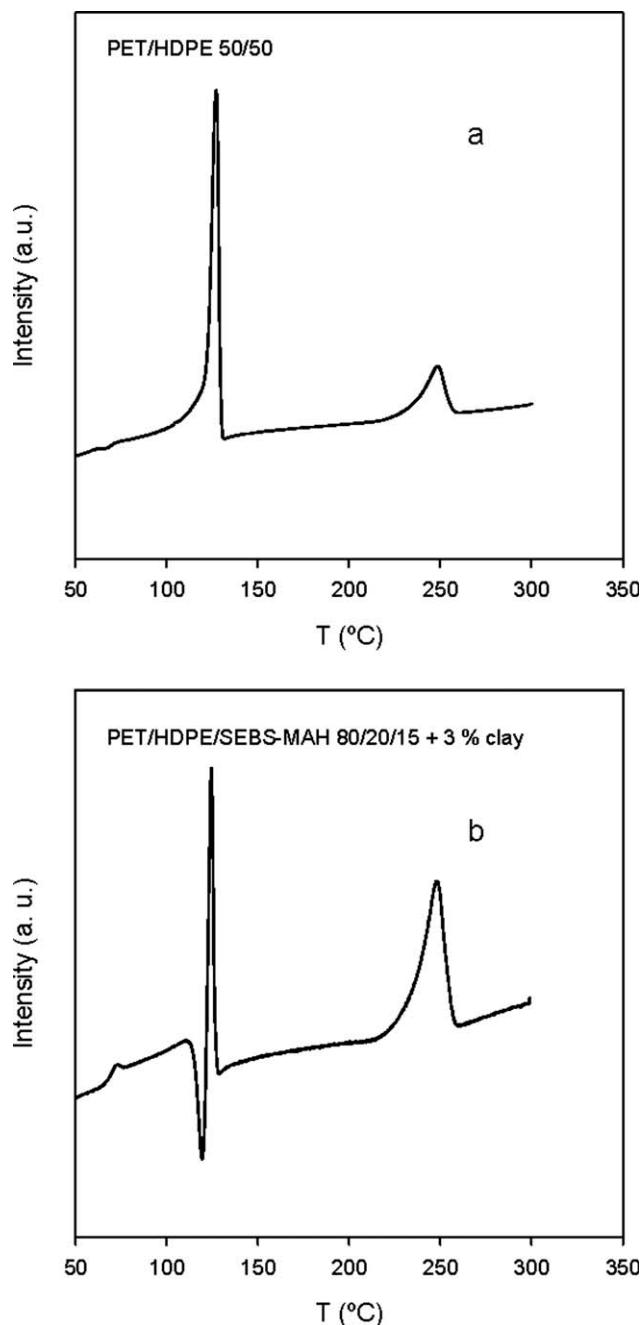 PET/HDPE 50/50
a
Intensity (a.u.)
50 100 150 200 250 300 350
T (ºC)
PET/HDPE/SEBS-MAH 80/20/15 + 3 % clay
b
Intensity (a. u.)
50 100 150 200 250 300 350
T (ºC)